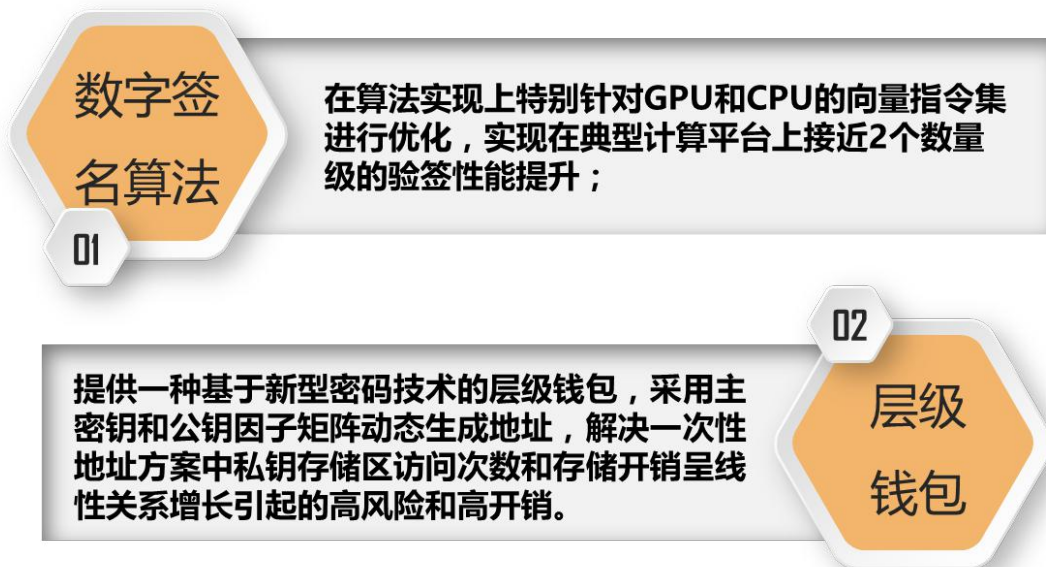 数字签
名算法
01
在算法实现上特别针对GPU和CPU的向量指令集
进行优化，实现在典型计算平台上接近2个数量
级的验签性能提升；
02
层级
钱包
提供一种基于新型密码技术的层级钱包，采用主
密钥和公钥因子矩阵动态生成地址，解决一次性
地址方案中私钥存储区访问次数和存储开销呈线
性关系增长引起的高风险和高开销。